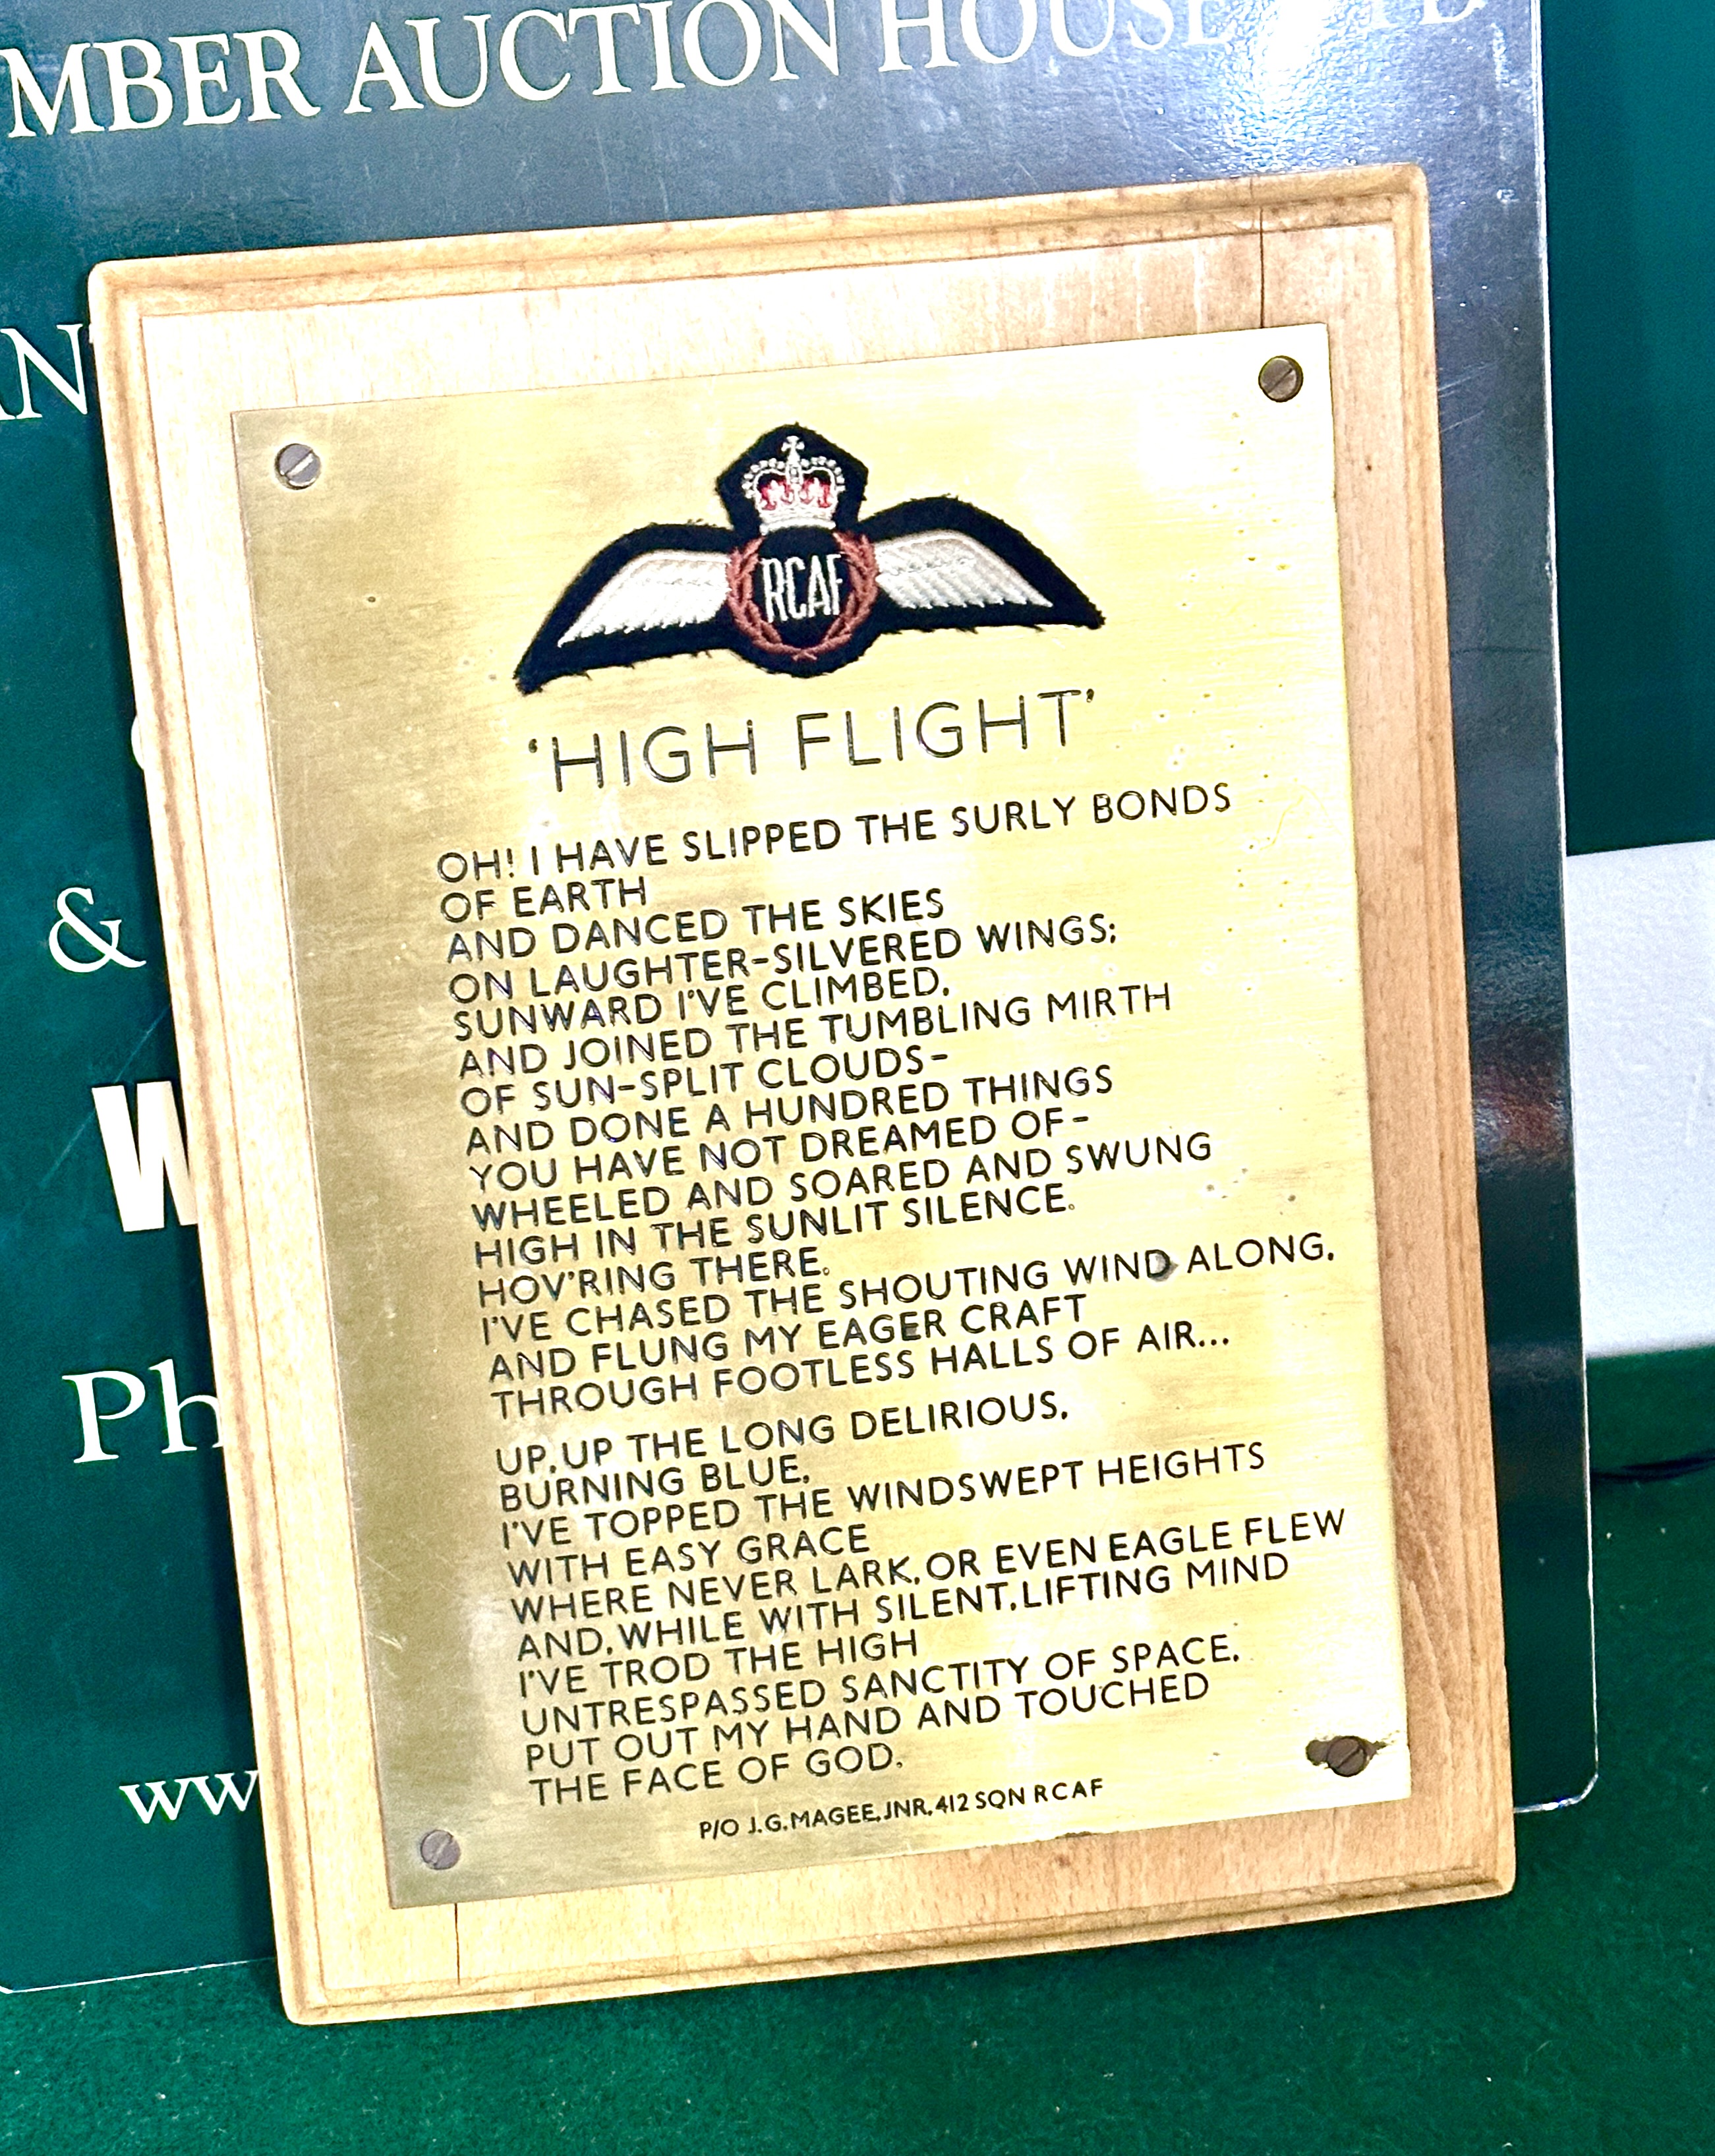 MBER AUCTION HOUSE
&
W
Ph
ww
RCAF
'HIGH FLIGHT'
OH! I HAVE SLIPPED THE SURLY BONDS
OF EARTH
AND DANCED THE SKIES
ON LAUGHTER-SILVERED WINGS;
SUNWARD I'VE CLIMBED,
AND JOINED THE TUMBLING MIRTH
OF SUN-SPLIT CLOUDS-
AND DONE A HUNDRED THINGS
YOU HAVE NOT DREAMED OF-
WHEELED AND SOARED AND SWUNG
HIGH IN THE SUNLIT SILENCE.
HOV'RING THERE.
I'VE CHASED THE SHOUTING WIND ALONG,
AND FLUNG MY EAGER CRAFT
THROUGH FOOTLESS HALLS OF AIR...
UP, UP THE LONG DELIRIOUS,
BURNING BLUE,
I'VE TOPPED THE WINDSWEPT HEIGHTS
WITH EASY GRACE
WHERE NEVER LARK, OR EVEN EAGLE FLEW
AND, WHILE WITH SILENT, LIFTING MIND
I'VE TROD THE HIGH
UNTRESPASSED SANCTITY OF SPACE,
PUT OUT MY HAND AND TOUCHED
THE FACE OF GOD.
P/O J.G. MAGEE, JNR, 412 SQN RCAF